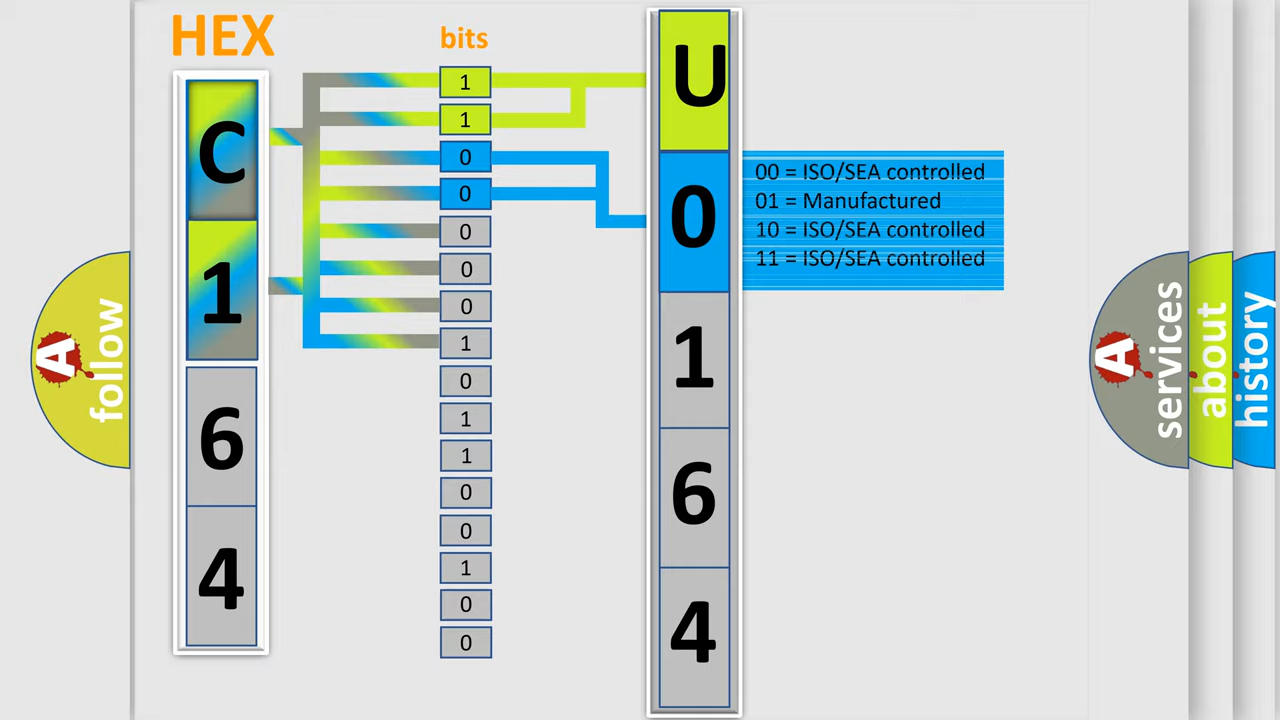 HEX
bits
C
1
6
4
1
1
0
0
0
0
0
1
0
1
1
0
0
1
0
0
U
0
1
6
4
00 = ISO/SEA controlled
01 = Manufactured
10 = ISO/SEA controlled
11 = ISO/SEA controlled
A
follow
A
services
about
history